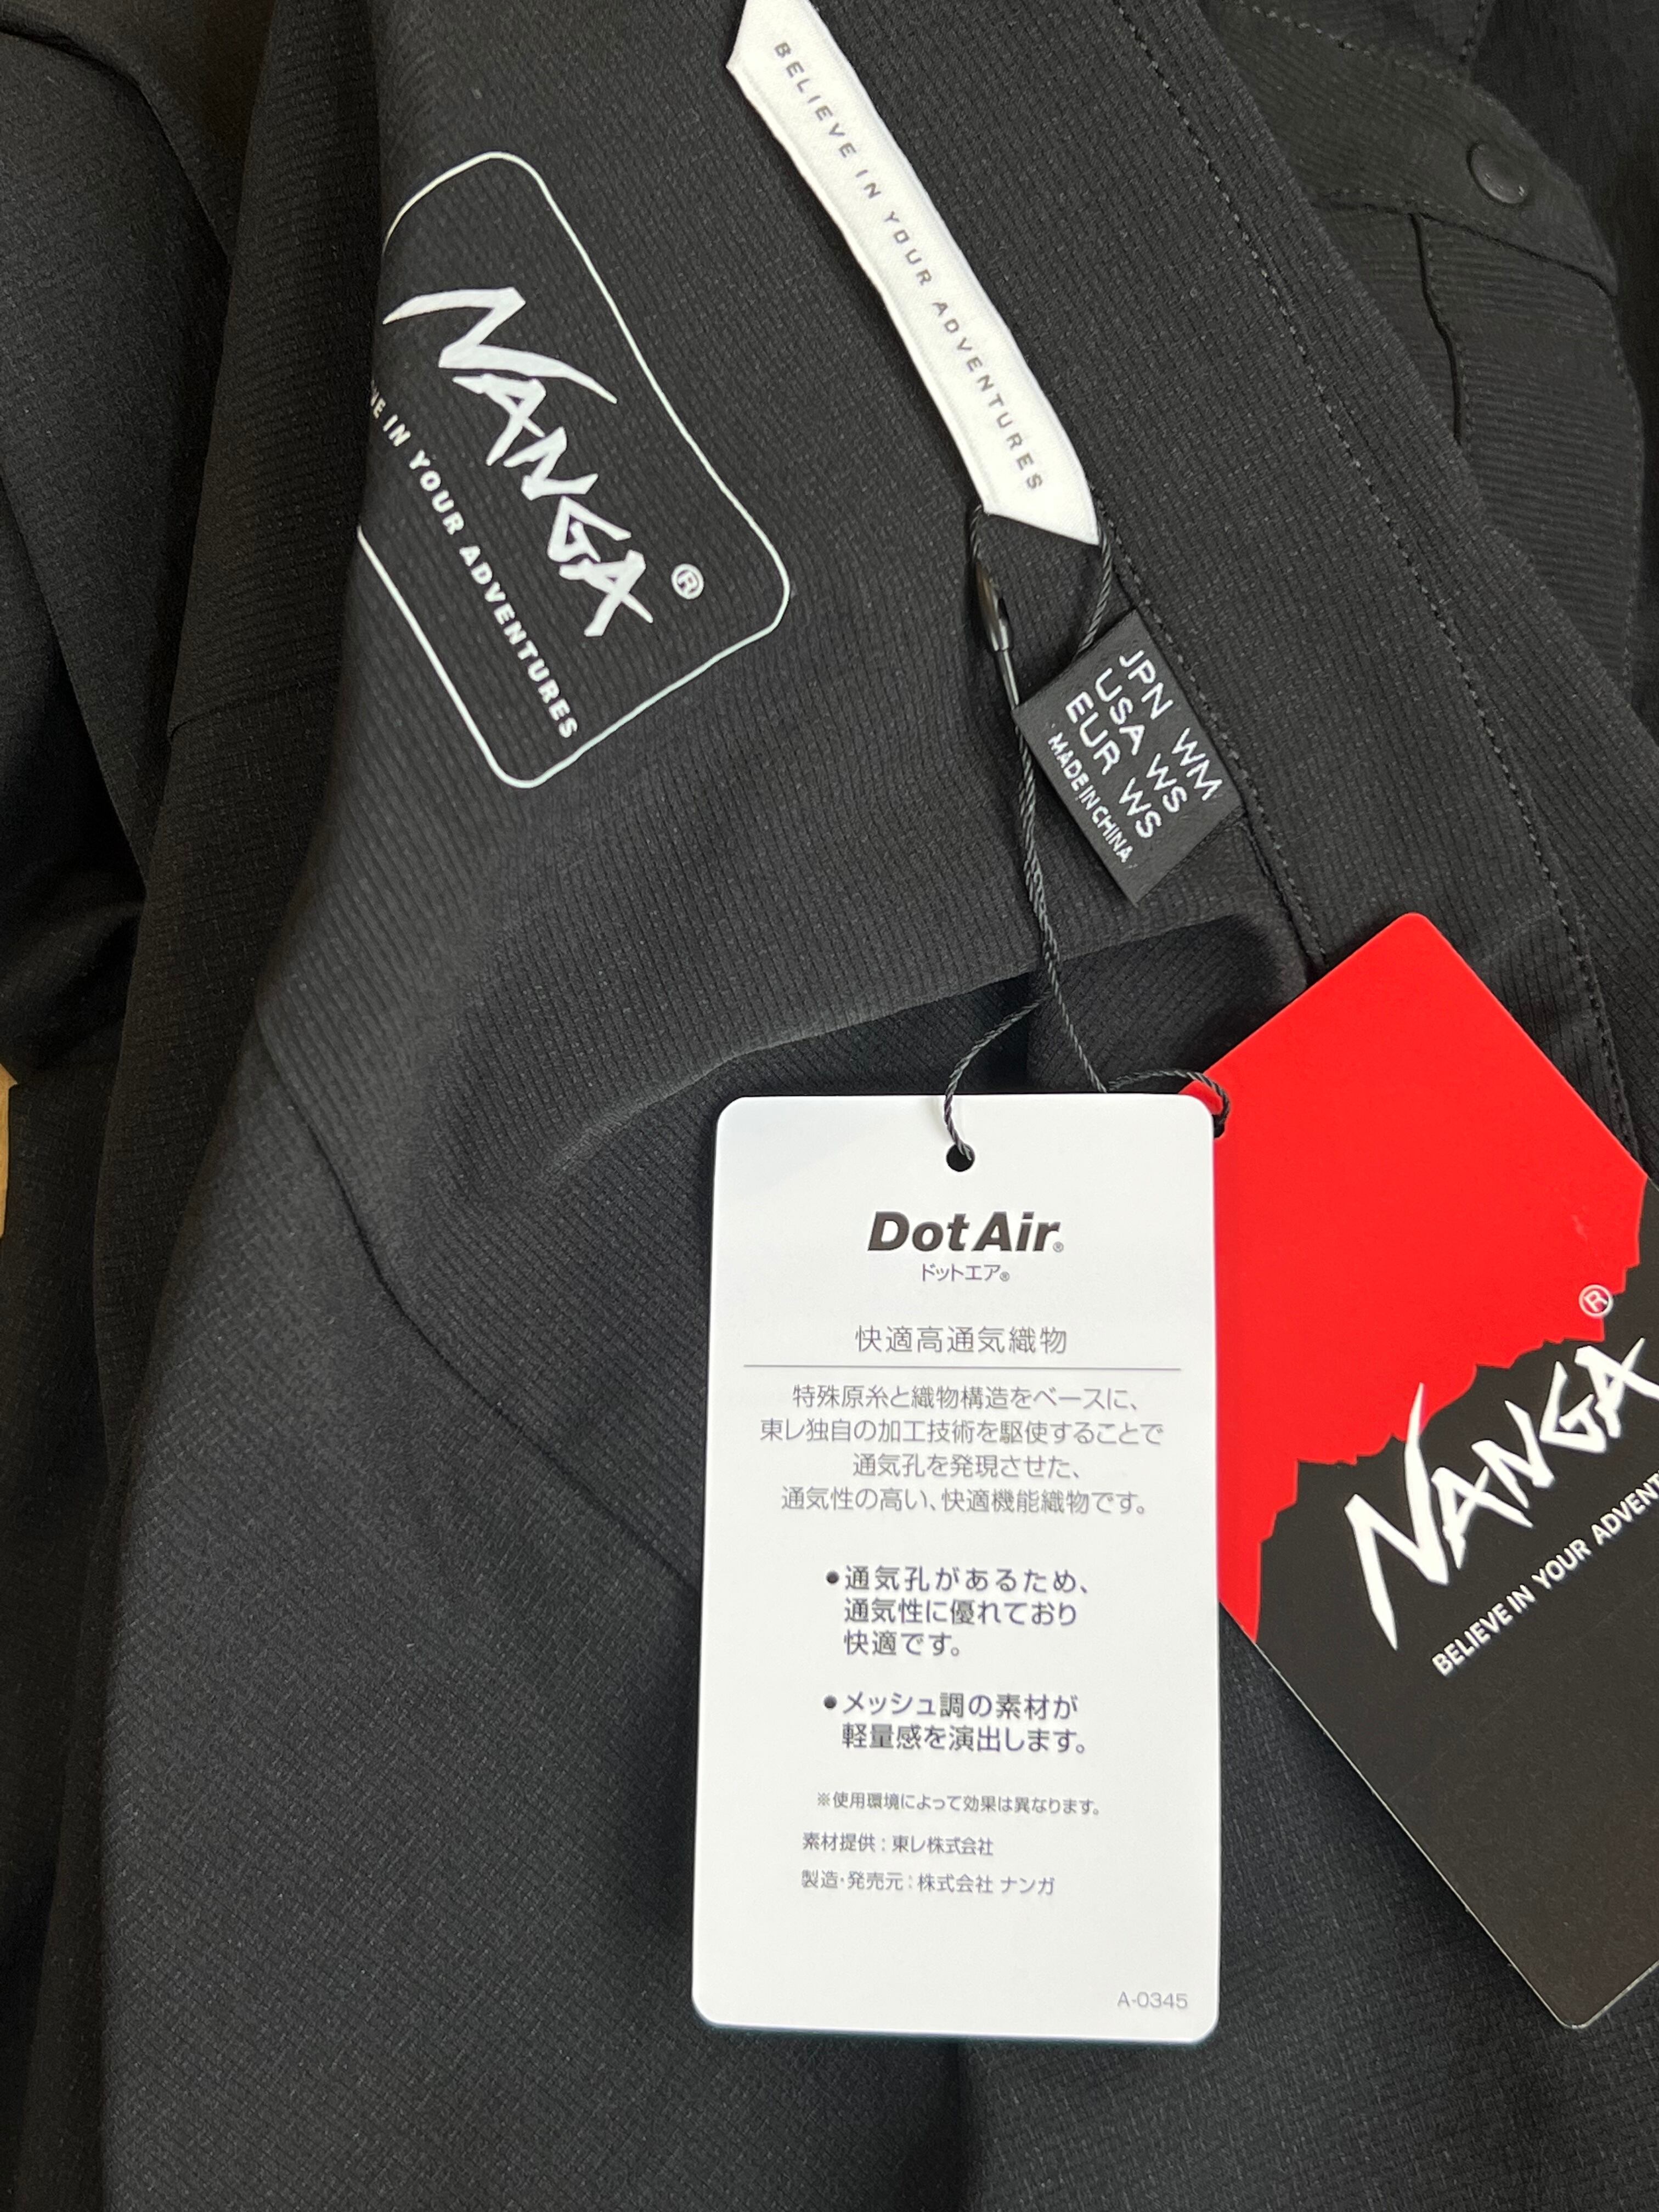 BELIEVE IN YOUR ADVENTURES
NANGA®
IN YOUR ADVENTURES
JPN WM
USA WS
EUR WS
MADE IN CHINA
DotAir®
ドットエア®
快適高通気織物
特殊原糸と織物構造をベースに、
東レ独自の加工技術を駆使することで
通気孔を発現させた、
通気性の高い、快適機能織物です。
●通気孔があるため、
通気性に優れており
快適です。
●メッシュ調の素材が
軽量感を演出します。
※使用環境によって効果は異なります。
素材提供：東レ株式会社
製造・発売元：株式会社 ナンガ
A-0345
NANGA®
BELIEVE IN YOUR